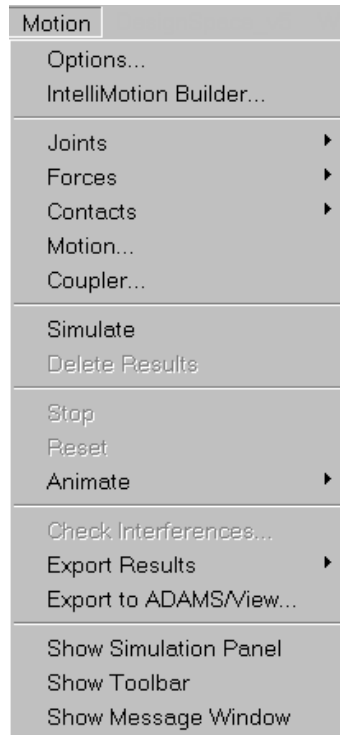 Motion
Options...
IntelliMotion Builder...
Joints
Forces
Contacts
Motion...
Coupler...
Simulate
Delete Results
Stop
Reset
Animate
Check Interferences...
Export Results
Export to ADAMS/View...
Show Simulation Panel
Show Toolbar
Show Message Window